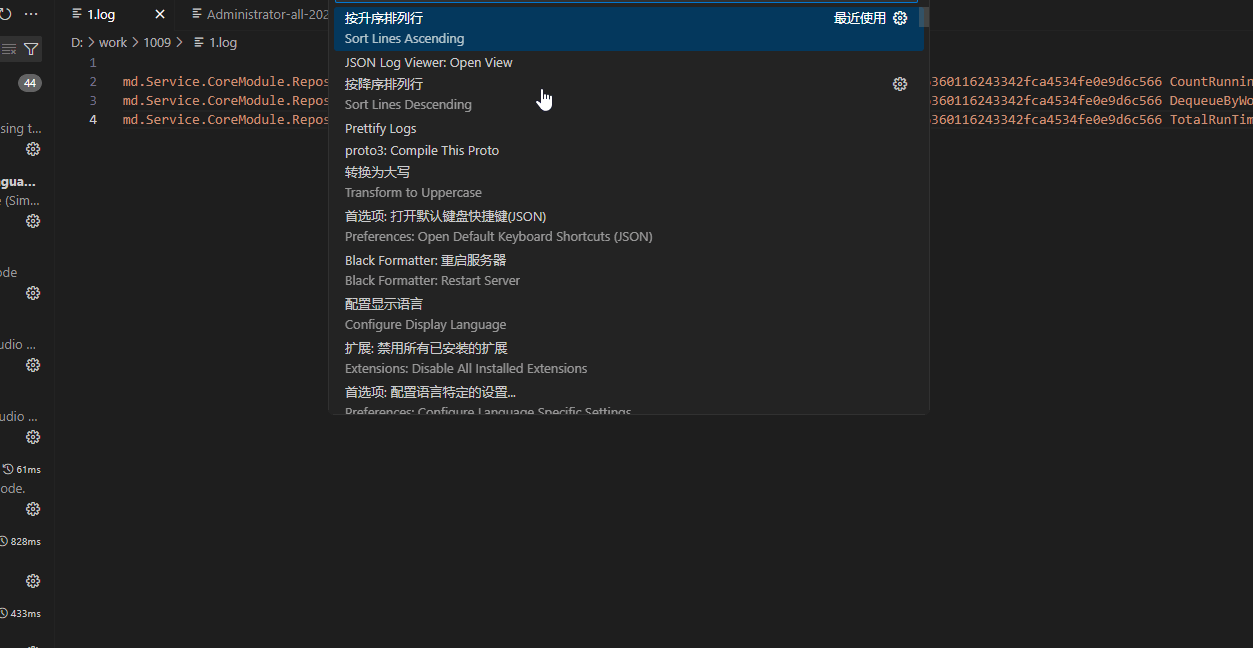 1.log
Administrator-all-202
D: > work > 1009 > 1.log
44
1
2 md.Service.CoreModule.Repos 360116243342fca4534fe0e9d6c566 CountRunnin
3 md.Service.CoreModule.Repos 360116243342fca4534fe0e9d6c566 DequeueByWo
4 md.Service.CoreModule.Repos 360116243342fca4534fe0e9d6c566 TotalRunTim
按升序排列行 最近使用
Sort Lines Ascending
JSON Log Viewer: Open View
按降序排列行
Sort Lines Descending
Prettify Logs
proto3: Compile This Proto
转换为大写
Transform to Uppercase
首选项: 打开默认键盘快捷键(JSON)
Preferences: Open Default Keyboard Shortcuts (JSON)
Black Formatter: 重启服务器
Black Formatter: Restart Server
配置显示语言
Configure Display Language
扩展: 禁用所有已安装的扩展
Extensions: Disable All Installed Extensions
首选项: 配置语言特定的设置...
Preferences: Configure Language Specific Settings
sing t...
gua...
(Sim...
ode
udio ...
udio ...
61ms
ode.
828ms
433ms